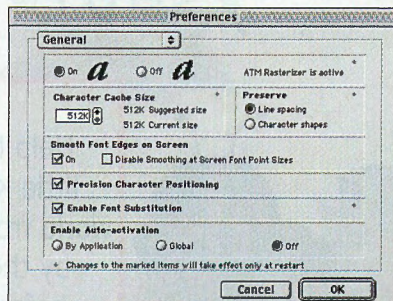 Preferences
General
On a Off a ATM Rasterizer is active +
Character Cache Size +
512K 512K Suggested size
512K Current size
Preserve +
Line spacing
Character shapes
Smooth Font Edges on Screen
On Disable Smoothing at Screen Font Point Sizes
Precision Character Positioning
Enable Font Substitution +
Enable Auto-activation
By Application Global Off
+ Changes to the marked items will take effect only at restart
Cancel OK